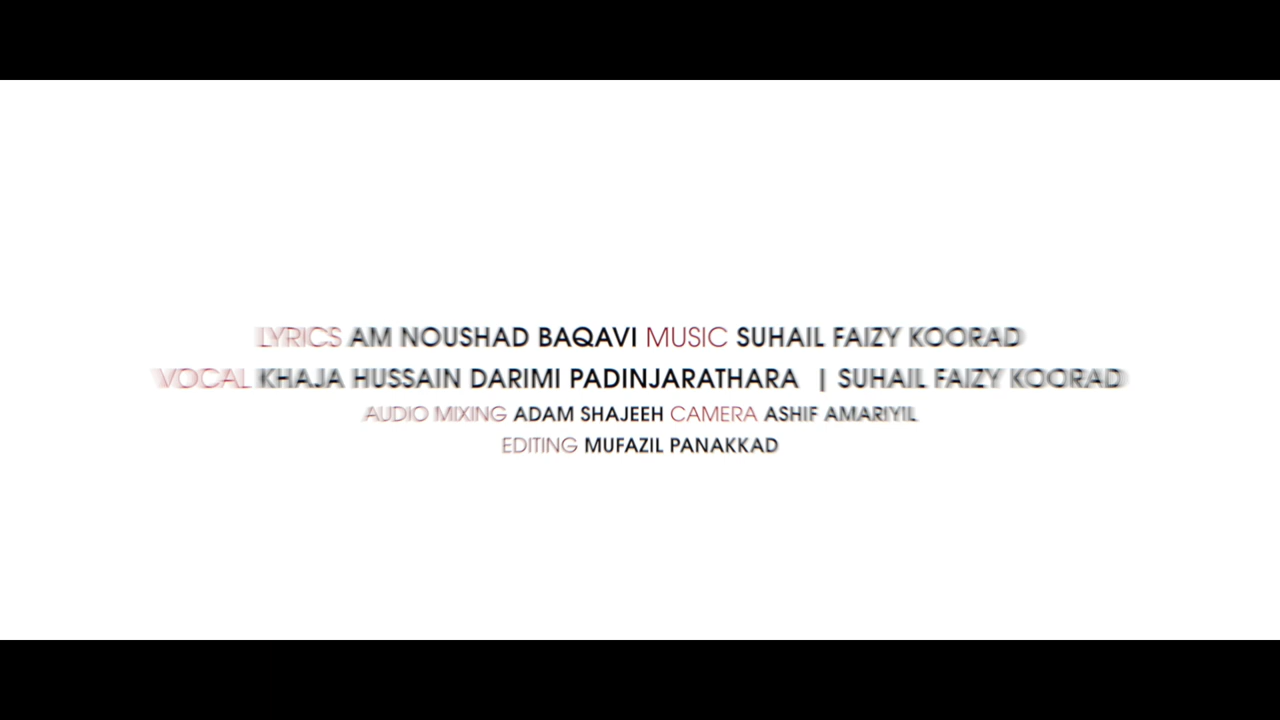 LYRICS AM NOUSHAD BAQAVI MUSIC SUHAIL FAIZY KOORAD
VOCAL KHAJA HUSSAIN DARIMI PADINJARATHARA | SUHAIL FAIZY KOORAD
AUDIO MIXING ADAM SHAJEEH CAMERA ASHIF AMARIYIL
EDITING MUFAZIL PANAKKAD